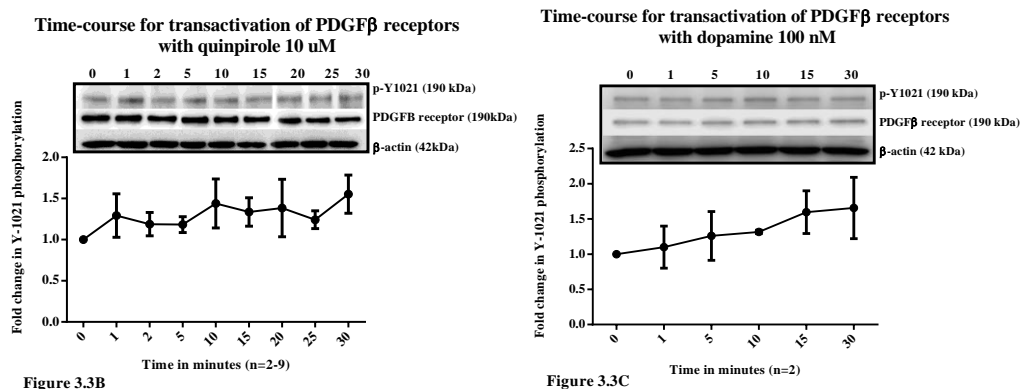 Time-course for transactivation of PDGFβ receptors
with quinpirole 10 uM
0 1 2 5 10 15 20 25 30
p-Y1021 (190 kDa)
PDGFB receptor (190kDa)
β-actin (42kDa)
Fold change in Y-1021 phosphorylation
2.0
1.5
1.0
0.5
0.0
0 1 2 5 10 15 20 25 30
Time in minutes (n=2-9)
Figure 3.3B
Time-course for transactivation of PDGFβ receptors
with dopamine 100 nM
0 1 5 10 15 30
p-Y1021 (190 kDa)
PDGFβ receptor (190 kDa)
β-actin (42 kDa)
Fold change in Y-1021 phosphorylation
2.5
2.0
1.5
1.0
0.5
0.0
0 1 5 10 15 30
Time in minutes (n=2)
Figure 3.3C